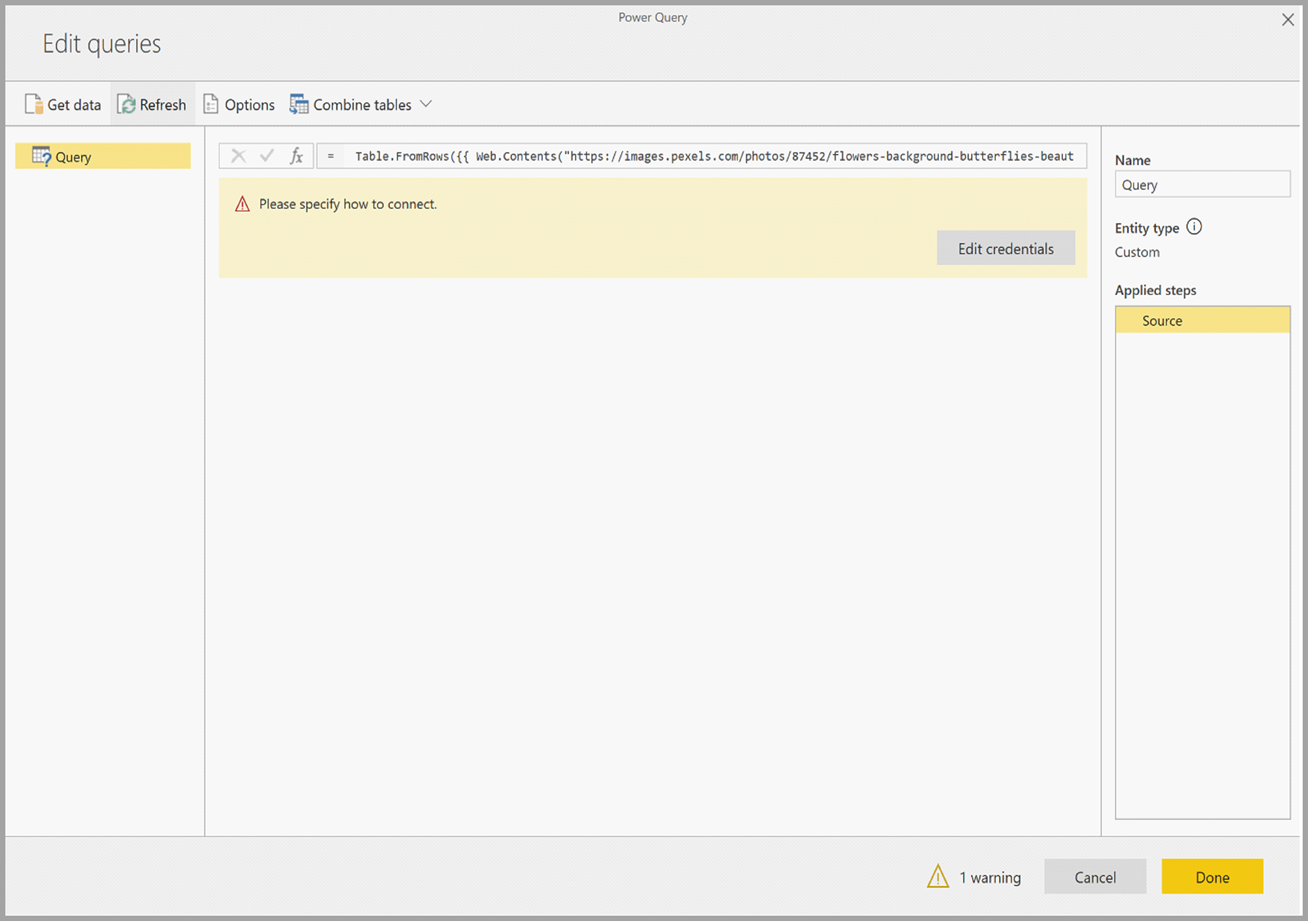 Power Query
Edit queries
Get data Refresh Options Combine tables
Query
fx = Table.FromRows({{ Web.Contents("https://images.pexels.com/photos/87452/flowers-background-butterflies-beaut
Please specify how to connect.
Edit credentials
Name
Query
Entity type
Custom
Applied steps
Source
1 warning Cancel Done